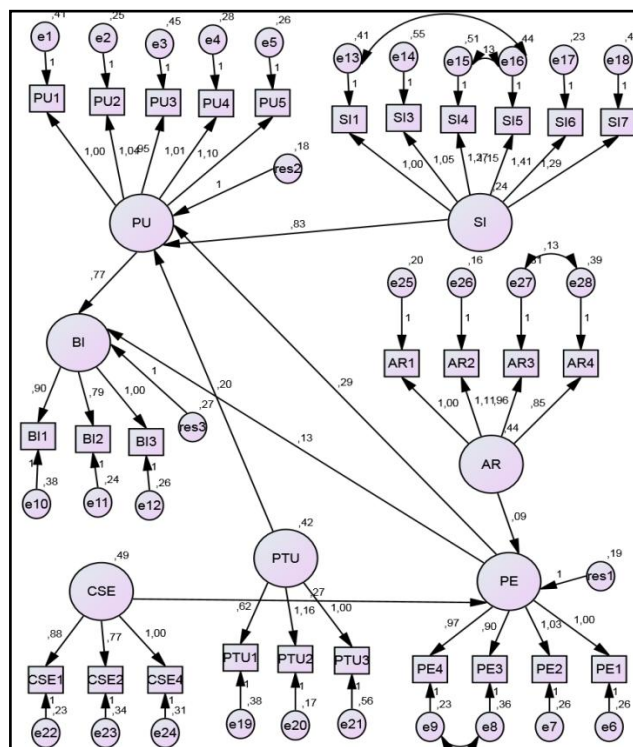 ,41 ,25 ,45 ,28 ,26
e1 e2 e3 e4 e5
1 1 1 1 1
PU1 PU2 PU3 PU4 PU5
1,00 1,04 ,95 1,01 1,10
,18
res2
1
PU
,41 ,55 ,51 ,13 ,44 ,23
e13 e14 e15 e16 e17 e18
1 1 1 1 1 1
SI1 SI3 SI4 SI5 SI6 SI7
1,00 1,05 1,15 1,41 1,29
,24
SI
,83
,77
BI
,90 ,79 1,00
1
,27
res3
BI1 BI2 BI3
1 1 1
,38 ,24 ,26
e10 e11 e12
,20 ,16 ,13 ,39
e25 e26 e27 e28
1 1 1 1
AR1 AR2 AR3 AR4
1,00 1,11 ,96 ,85
,44
AR
,20 ,29
,13
,09
,49
CSE
,42
PTU
,27
PE
1
,19
res1
,88 ,77 1,00
CSE1 CSE2 CSE4
1 1 1
,23 ,34 ,31
e22 e23 e24
,62 1,16 1,00
PTU1 PTU2 PTU3
1 1 1
,38 ,17 ,56
e19 e20 e21
,97 ,90 1,03 1,00
PE4 PE3 PE2 PE1
1 1 1 1
,23 ,36 ,26 ,26
e9 e8 e7 e6